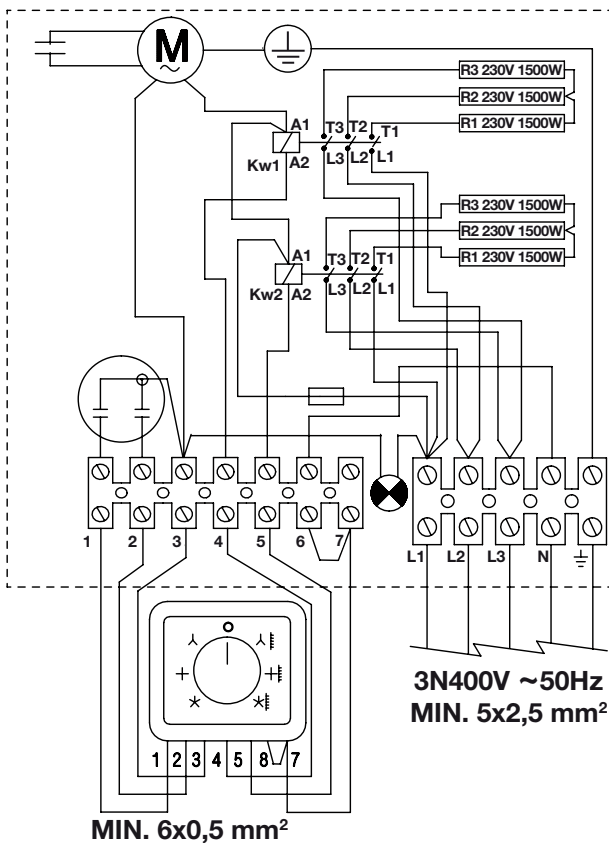 M
~
R3 230V 1500W
R2 230V 1500W
R1 230V 1500W
A1
T3 T2 T1
Kw1 A2 L3 L2 L1
R3 230V 1500W
R2 230V 1500W
R1 230V 1500W
A1
T3 T2 T1
Kw2 A2 L3 L2 L1
1 2 3 4 5 6 7 L1 L2 L3 N
3N400V ~50Hz
MIN. 5x2,5 mm²
1 2 3 4 5 8 7
MIN. 6x0,5 mm²